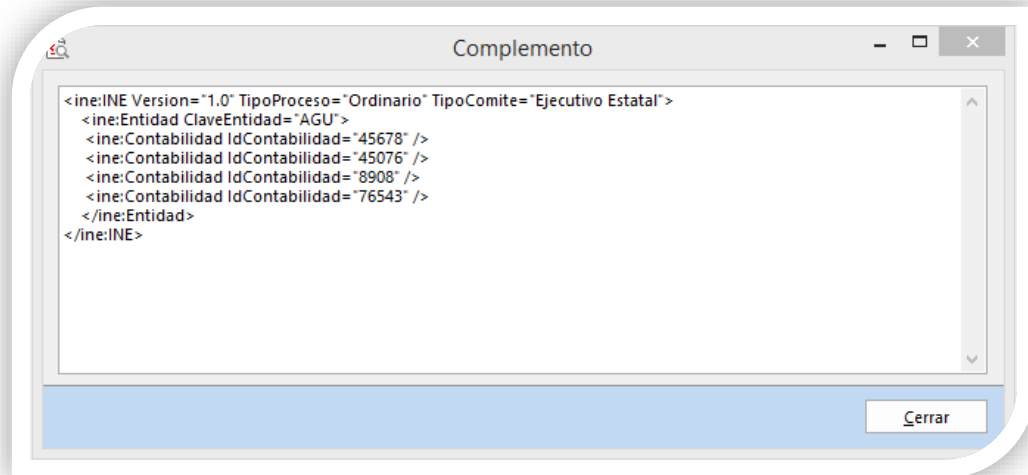 Complemento
<ine:INE Version="1.0" TipoProceso="Ordinario" TipoComite="Ejecutivo Estatal">
<ine:Entidad ClaveEntidad="AGU">
<ine:Contabilidad IdContabilidad="45678" />
<ine:Contabilidad IdContabilidad="45076" />
<ine:Contabilidad IdContabilidad="8908" />
<ine:Contabilidad IdContabilidad="76543" />
</ine:Entidad>
</ine:INE>
Cerrar